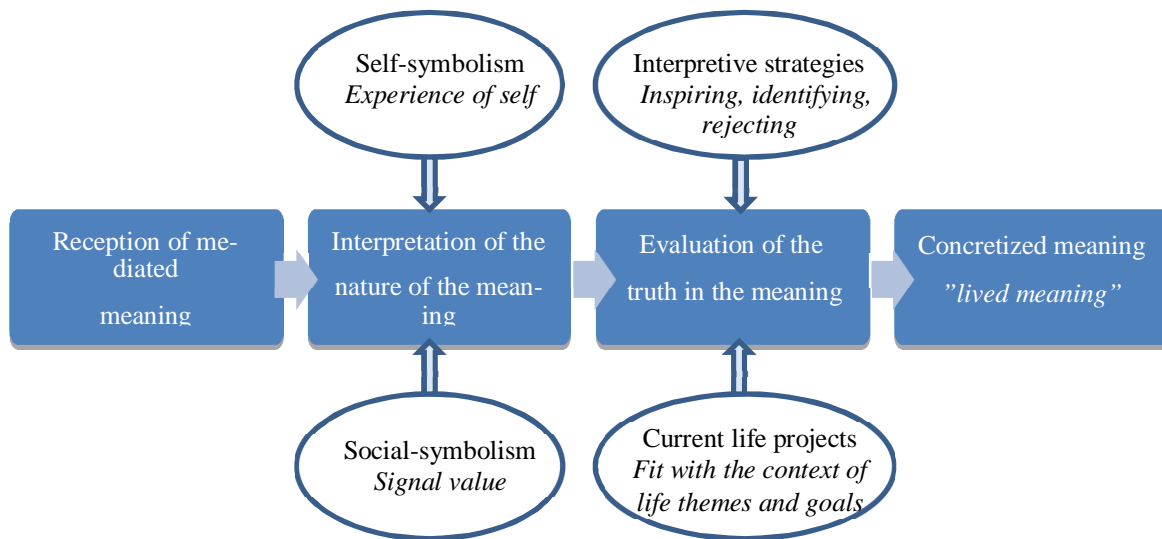 Self-symbolism
Experience of self
Interpretive strategies
Inspiring, identifying,
rejecting
Reception of me-
diated
meaning
Interpretation of the
nature of the mean-
ing
Evaluation of the
truth in the meaning
Concretized meaning
”lived meaning”
Social-symbolism
Signal value
Current life projects
Fit with the context of
life themes and goals